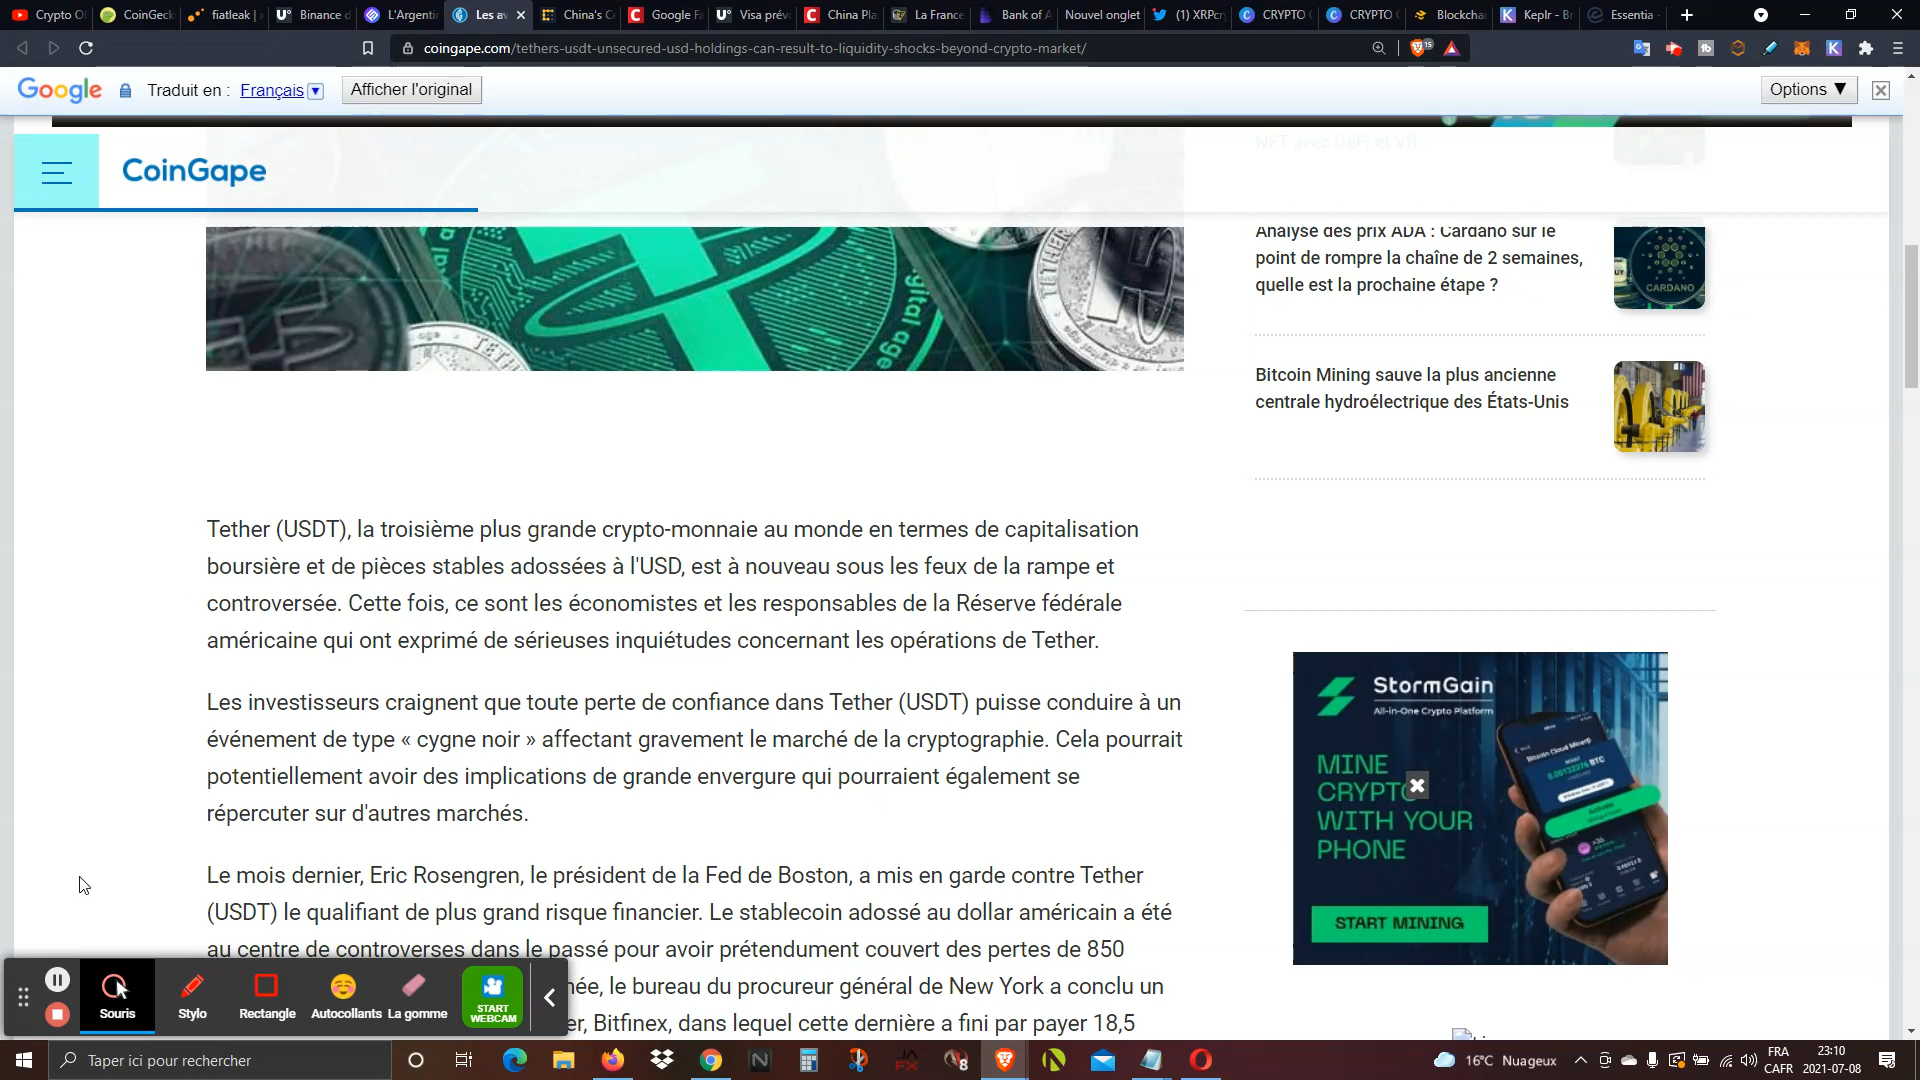 Crypto O
CoinGeck
fiatleak | x
Binance d
L'Argenti
Les av
China's C
Google Fa
Visa prév
China Pla
La France
Bank of A
Nouvel onglet
(1) XRPcry
CRYPTO
CRYPTO
Blockchai
Keplr - Br
Essentia -
coingape.com/tethers-usdt-unsecured-usd-holdings-can-result-to-liquidity-shocks-beyond-crypto-market/
Google Traduit en : Français Afficher l'original
Options ▼
CoinGape
NFT avec DeFi et VR
Analyse des prix ADA : Cardano sur le
point de rompre la chaîne de 2 semaines,
quelle est la prochaine étape ?
CARDANO
Bitcoin Mining sauve la plus ancienne
centrale hydroélectrique des États-Unis
Tether (USDT), la troisième plus grande crypto-monnaie au monde en termes de capitalisation
boursière et de pièces stables adossées à l'USD, est à nouveau sous les feux de la rampe et
controversée. Cette fois, ce sont les économistes et les responsables de la Réserve fédérale
américaine qui ont exprimé de sérieuses inquiétudes concernant les opérations de Tether.
Les investisseurs craignent que toute perte de confiance dans Tether (USDT) puisse conduire à un
événement de type « cygne noir » affectant gravement le marché de la cryptographie. Cela pourrait
potentiellement avoir des implications de grande envergure qui pourraient également se
répercuter sur d'autres marchés.
Le mois dernier, Eric Rosengren, le président de la Fed de Boston, a mis en garde contre Tether
(USDT) le qualifiant de plus grand risque financier. Le stablecoin adossé au dollar américain a été
au centre de controverses dans le passé pour avoir prétendument couvert des pertes de 850
née, le bureau du procureur général de New York a conclu un
er, Bitfinex, dans lequel cette dernière a fini par payer 18,5
StormGain
All-in-One Crypto Platform
MINE
CRYPTO
WITH YOUR
PHONE
START MINING
Souris
Stylo
Rectangle
Autocollants
La gomme
START
WEBCAM
Taper ici pour rechercher
16°C Nuageux
FRA
CAFR
23:10
2021-07-08